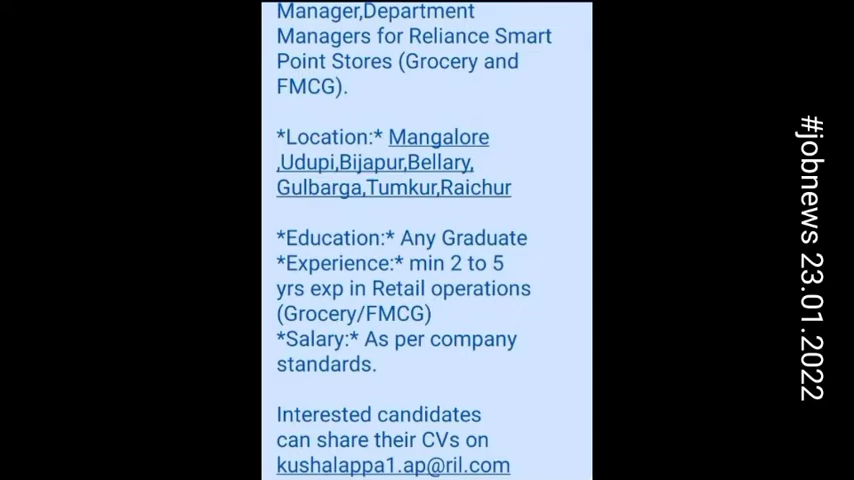 Manager,Department
Managers for Reliance Smart
Point Stores (Grocery and
FMCG).
*Location:* Mangalore
,Udupi,Bijapur,Bellary,
Gulbarga,Tumkur,Raichur
*Education:* Any Graduate
*Experience:* min 2 to 5
yrs exp in Retail operations
(Grocery/FMCG)
*Salary:* As per company
standards.
Interested candidates
can share their CVs on
kushalappa1.ap@ril.com
#jobnews 23.01.2022